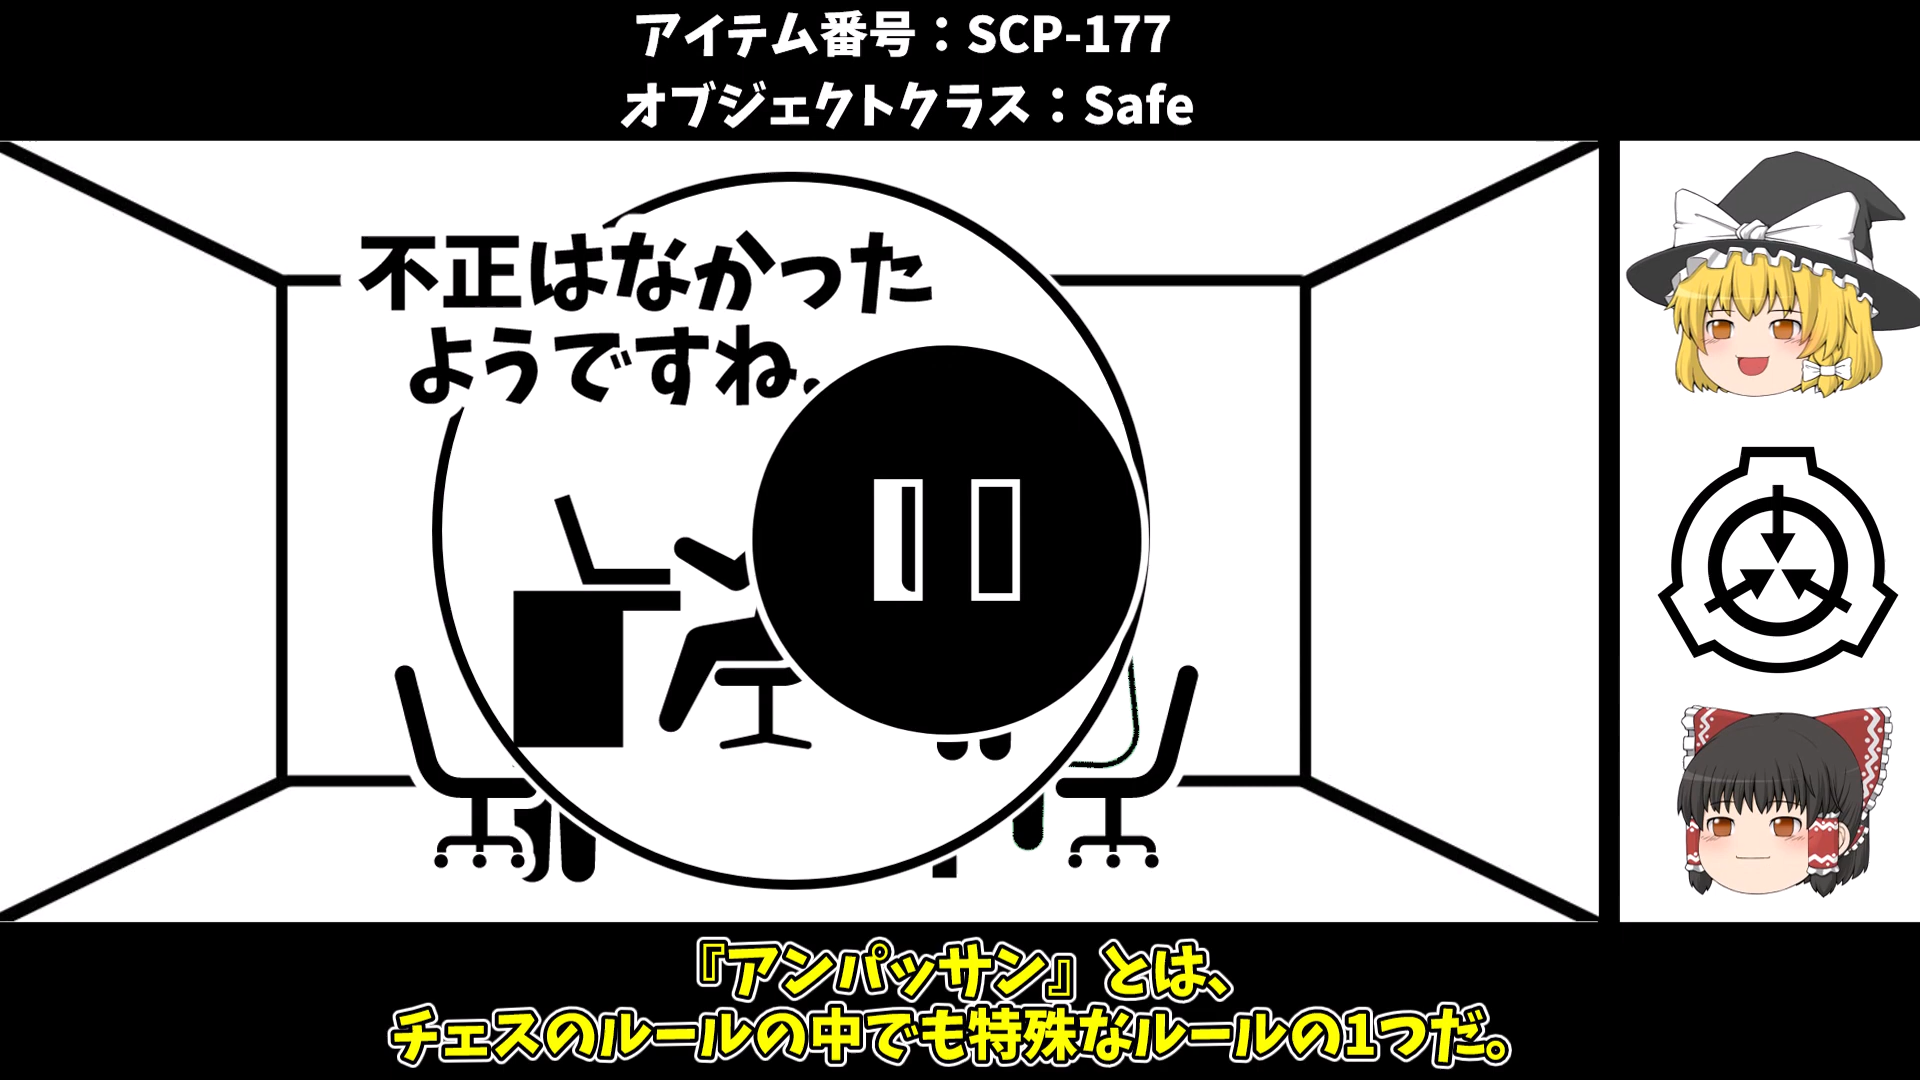 アイテム番号：SCP-177
オブジェクトクラス：Safe
不正はなかった
ようですね。
『アンパッサン』とは、
チェスのルールの中でも特殊なルールの1つだ。